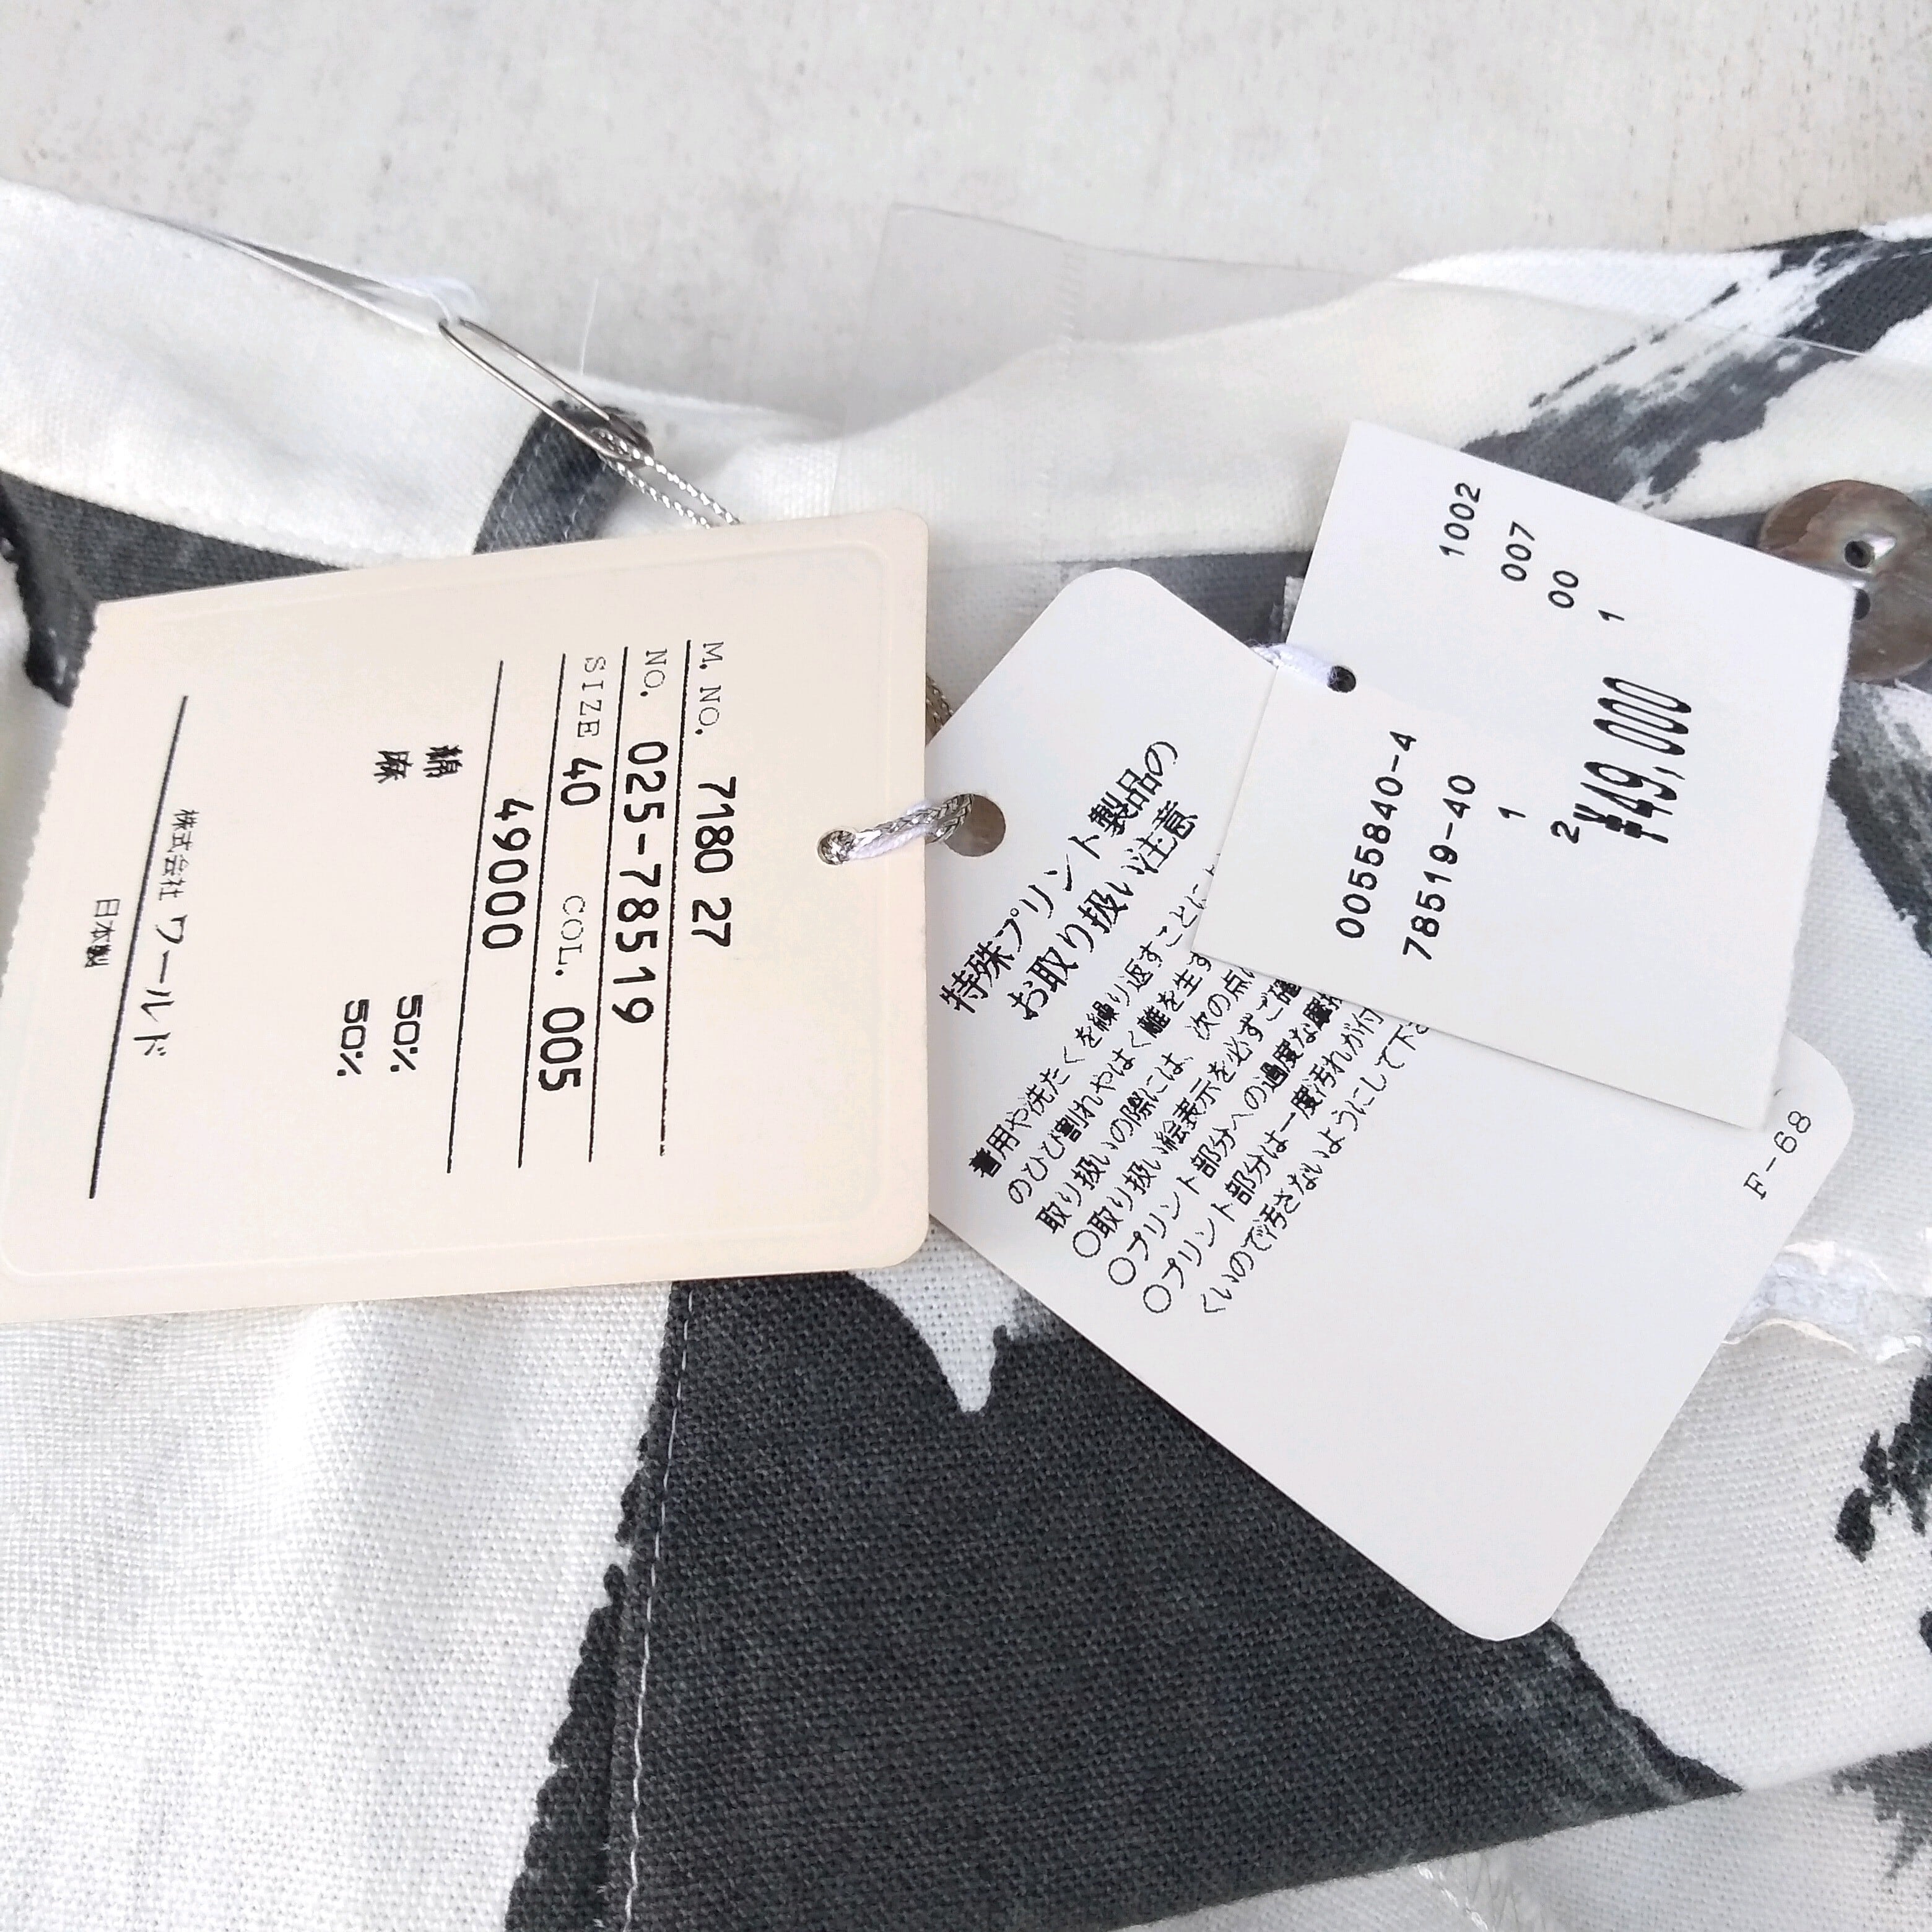 M. NO. 7180 27
NO. 025-78519
SIZE 40 COL. 005
49000
綿 50%
麻 50%
株式会社 ワールド
日本製
特殊プリント製品の
お取り扱い注意
着用や洗たくを繰り返すことに
のひび割れやはく離を生ず
取り扱いの際には、次の点
○取り扱い絵表示を必ずご確
○プリント部分への過度な摩擦
○プリント部分は一度汚れが付
くいので汚さないようにして下さ
F-68
1002
007
00
1
¥49,000
0055840-4
78519-40
1
2